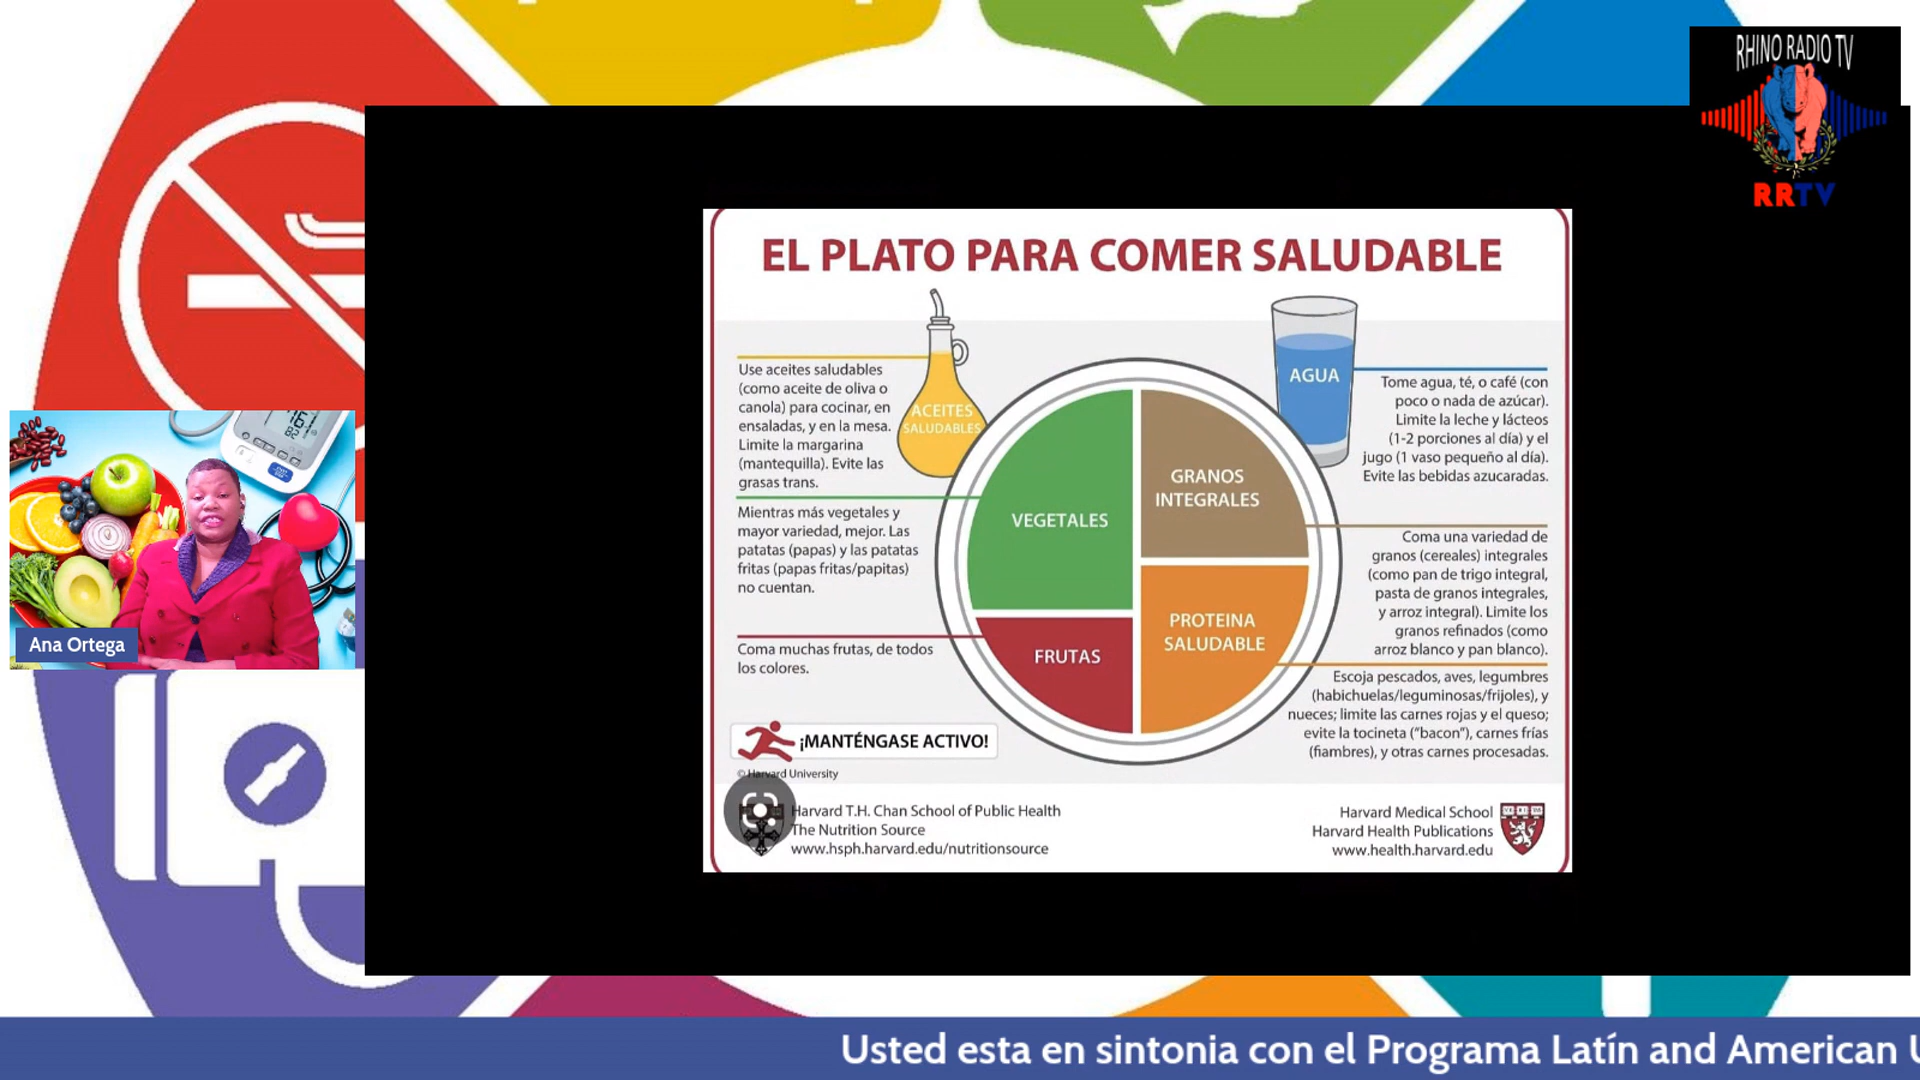 RHINO RADIO TV
RRTV
EL PLATO PARA COMER SALUDABLE
Use aceites saludables
(como aceite de oliva o
canola) para cocinar, en
ensaladas, y en la mesa.
Limite la margarina
(mantequilla). Evite las
grasas trans.
ACEITES
SALUDABLES
AGUA
Tome agua, té, o café (con
poco o nada de azúcar).
Limite la leche y lácteos
(1-2 porciones al día) y el
jugo (1 vaso pequeño al día).
Evite las bebidas azucaradas.
Mientras más vegetales y
mayor variedad, mejor. Las
patatas (papas) y las patatas
fritas (papas fritas/papitas)
no cuentan.
VEGETALES
GRANOS
INTEGRALES
Coma una variedad de
granos (cereales) integrales
(como pan de trigo integral,
pasta de granos integrales,
y arroz integral). Limite los
granos refinados (como
arroz blanco y pan blanco).
Coma muchas frutas, de todos
los colores.
FRUTAS
PROTEINA
SALUDABLE
Escoja pescados, aves, legumbres
(habichuelas/leguminosas/frijoles), y
nueces; limite las carnes rojas y el queso;
evite la tocineta ("bacon"), carnes frías
(fiambres), y otras carnes procesadas.
¡MANTÉNGASE ACTIVO!
© Harvard University
Harvard T.H. Chan School of Public Health
The Nutrition Source
www.hsph.harvard.edu/nutritionsource
Harvard Medical School
Harvard Health Publications
www.health.harvard.edu
Ana Ortega
Usted esta en sintonia con el Programa Latín and American